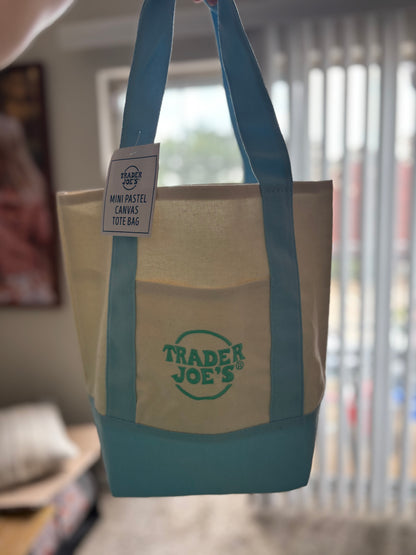 TRADER
JOE'S
MINI PASTEL
CANVAS
TOTE BAG
TRADER
JOE'S®